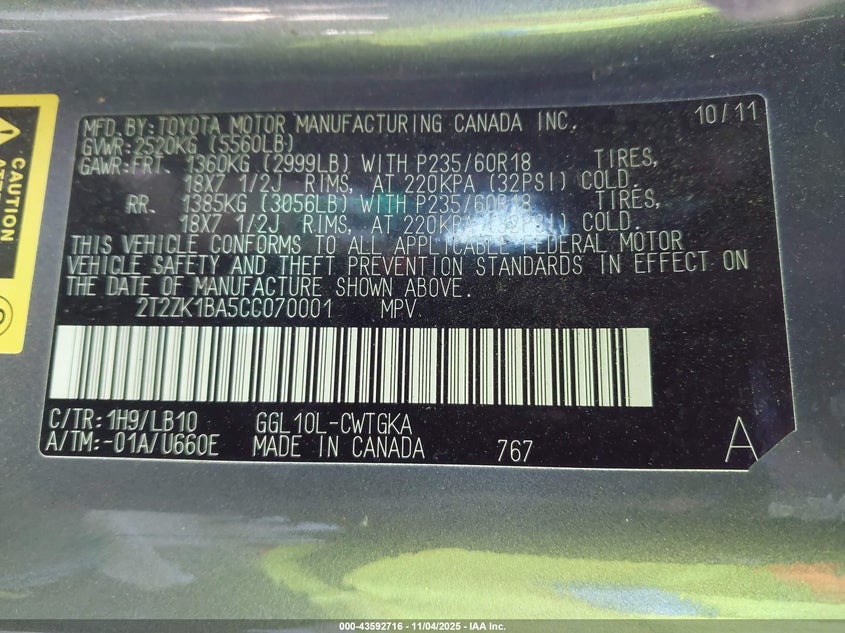 CAUTION
MFD.BY:TOYOTA MOTOR MANUFACTURING CANADA INC. 10/11
GVWR:2520KG (5560LB)
GAWR:FRT. 1360KG (2999LB) WITH P235/60R18 TIRES,
18X7 1/2J RIMS, AT 220KPA (32PSI) COLD.
RR. 1385KG (3056LB) WITH P235/60R18 TIRES,
18X7 1/2J RIMS, AT 220KPA COLD.
THIS VEHICLE CONFORMS TO ALL APPLICABLE FEDERAL MOTOR
VEHICLE SAFETY AND THEFT PREVENTION STANDARDS IN EFFECT ON
THE DATE OF MANUFACTURE SHOWN ABOVE.
2T2ZK1BA5CC070001 MPV
C/TR:1H9/LB10 GGL10L-CWTGKA
A/TM:-01A/U660E MADE IN CANADA 767 A
000-43592716 - 11/04/2025 - IAA Inc.